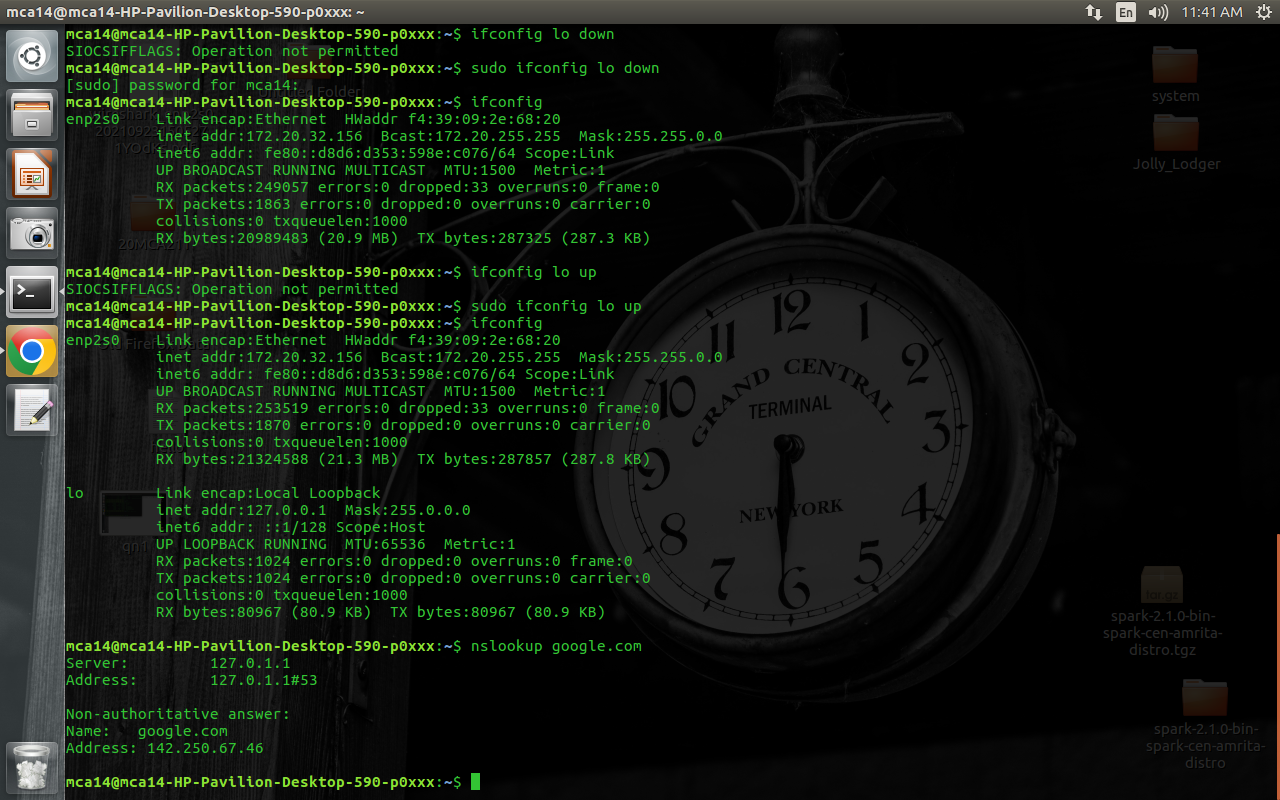 mca14@mca14-HP-Pavilion-Desktop-590-p0xxx: ~
En
11:41 AM
mca14@mca14-HP-Pavilion-Desktop-590-p0xxx:~$ ifconfig lo down
SIOCSIFFLAGS: Operation not permitted
mca14@mca14-HP-Pavilion-Desktop-590-p0xxx:~$ sudo ifconfig lo down
[sudo] password for mca14:
mca14@mca14-HP-Pavilion-Desktop-590-p0xxx:~$ ifconfig
enp2s0    Link encap:Ethernet  HWaddr f4:39:09:2e:68:20
          inet addr:172.20.32.156  Bcast:172.20.255.255  Mask:255.255.0.0
          inet6 addr: fe80::d8d6:d353:598e:c076/64 Scope:Link
          UP BROADCAST RUNNING MULTICAST  MTU:1500  Metric:1
          RX packets:249057 errors:0 dropped:33 overruns:0 frame:0
          TX packets:1863 errors:0 dropped:0 overruns:0 carrier:0
          collisions:0 txqueuelen:1000
          RX bytes:20989483 (20.9 MB)  TX bytes:287325 (287.3 KB)
mca14@mca14-HP-Pavilion-Desktop-590-p0xxx:~$ ifconfig lo up
SIOCSIFFLAGS: Operation not permitted
mca14@mca14-HP-Pavilion-Desktop-590-p0xxx:~$ sudo ifconfig lo up
mca14@mca14-HP-Pavilion-Desktop-590-p0xxx:~$ ifconfig
enp2s0    Link encap:Ethernet  HWaddr f4:39:09:2e:68:20
          inet addr:172.20.32.156  Bcast:172.20.255.255  Mask:255.255.0.0
          inet6 addr: fe80::d8d6:d353:598e:c076/64 Scope:Link
          UP BROADCAST RUNNING MULTICAST  MTU:1500  Metric:1
          RX packets:253519 errors:0 dropped:33 overruns:0 frame:0
          TX packets:1870 errors:0 dropped:0 overruns:0 carrier:0
          collisions:0 txqueuelen:1000
          RX bytes:21324588 (21.3 MB)  TX bytes:287857 (287.8 KB)
lo        Link encap:Local Loopback
          inet addr:127.0.0.1  Mask:255.0.0.0
          inet6 addr: ::1/128 Scope:Host
          UP LOOPBACK RUNNING  MTU:65536  Metric:1
          RX packets:1024 errors:0 dropped:0 overruns:0 frame:0
          TX packets:1024 errors:0 dropped:0 overruns:0 carrier:0
          collisions:0 txqueuelen:1000
          RX bytes:80967 (80.9 KB)  TX bytes:80967 (80.9 KB)
mca14@mca14-HP-Pavilion-Desktop-590-p0xxx:~$ nslookup google.com
Server:         127.0.1.1
Address:        127.0.1.1#53
Non-authoritative answer:
Name:   google.com
Address: 142.250.67.46
mca14@mca14-HP-Pavilion-Desktop-590-p0xxx:~$
system
Jolly_Lodger
12
1
2
3
4
5
6
7
8
9
10
11
GRAND CENTRAL
TERMINAL
NEW YORK
qn1
tar.gz
spark-2.1.0-bin-
spark-cen-amrita-
distro.tgz
spark-2.1.0-bin-
spark-cen-amrita-
distro